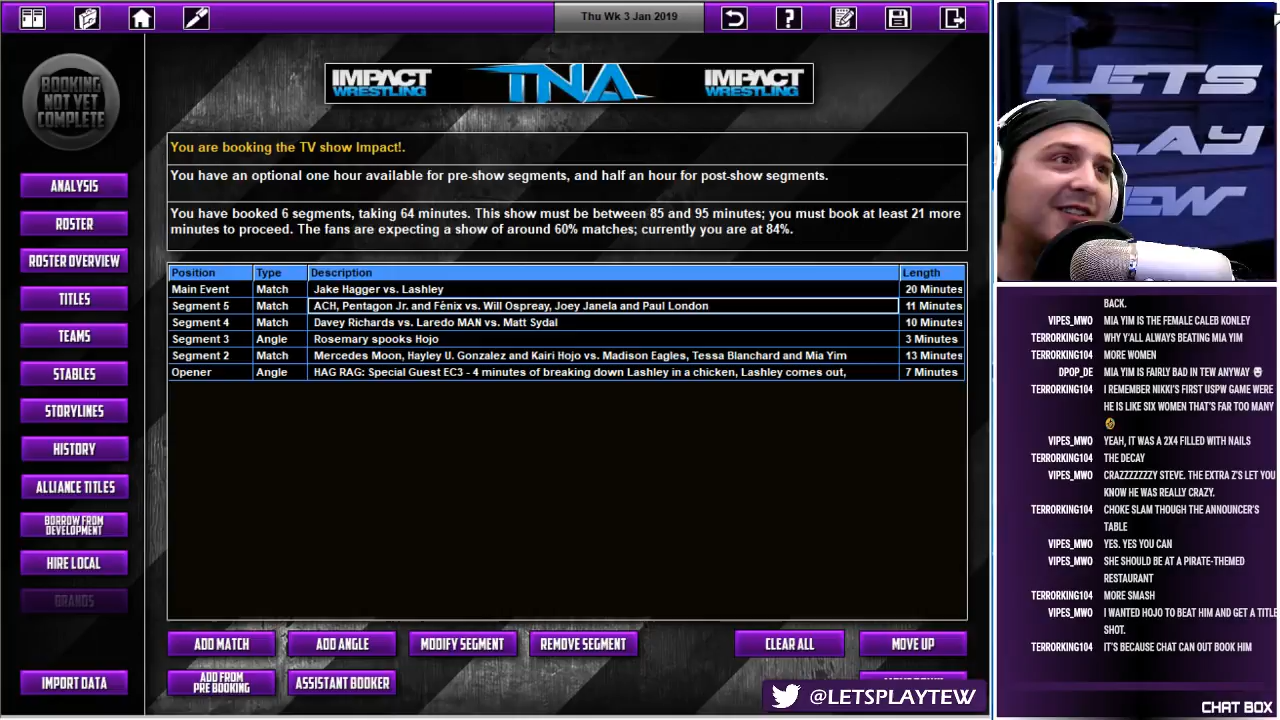 Thu Wk 3 Jan 2019
BOOKING NOT YET COMPLETE
IMPACT WRESTLING TNA IMPACT WRESTLING
You are booking the TV show Impact!.
You have an optional one hour available for pre-show segments, and half an hour for post-show segments.
You have booked 6 segments, taking 64 minutes. This show must be between 85 and 95 minutes; you must book at least 21 more
minutes to proceed. The fans are expecting a show of around 60% matches; currently you are at 84%.
Position Type Description Length
Main Event Match Jake Hagger vs. Lashley 20 Minutes
Segment 5 Match ACH, Pentagon Jr. and Fénix vs. Will Ospreay, Joey Janela and Paul London 11 Minutes
Segment 4 Match Davey Richards vs. Laredo MAN vs. Matt Sydal 10 Minutes
Segment 3 Angle Rosemary spooks Hojo 3 Minutes
Segment 2 Match Mercedes Moon, Hayley U. Gonzalez and Kairi Hojo vs. Madison Eagles, Tessa Blanchard and Mia Yim 13 Minutes
Opener Angle HAG RAG: Special Guest EC3 - 4 minutes of breaking down Lashley in a chicken, Lashley comes out, 7 Minutes
ANALYSIS
ROSTER
ROSTER OVERVIEW
TITLES
TEAMS
STABLES
STORYLINES
HISTORY
ALLIANCE TITLES
BORROW FROM DEVELOPMENT
HIRE LOCAL
BRANDS
IMPORT DATA
ADD MATCH ADD ANGLE MODIFY SEGMENT REMOVE SEGMENT CLEAR ALL MOVE UP
ADD FROM PRE BOOKING ASSISTANT BOOKER
@LETSPLAYTEW
LETS
BACK.
VIPES_MWO MIA YIM IS THE FEMALE CALEB KONLEY
TERRORKING104 WHY Y'ALL ALWAYS BEATING MIA YIM
TERRORKING104 MORE WOMEN
DPOP_DE MIA YIM IS FAIRLY BAD IN TEW ANYWAY
TERRORKING104 I REMEMBER NIKKI'S FIRST USPW GAME WERE
HE IS LIKE SIX WOMEN THAT'S FAR TOO MANY
VIPES_MWO YEAH, IT WAS A 2X4 FILLED WITH NAILS
TERRORKING104 THE DECAY
VIPES_MWO CRAZZZZZZY STEVE. THE EXTRA Z'S LET YOU
KNOW HE WAS REALLY CRAZY.
TERRORKING104 CHOKE SLAM THOUGH THE ANNOUNCER'S
TABLE
VIPES_MWO YES. YES YOU CAN
VIPES_MWO SHE SHOULD BE AT A PIRATE-THEMED
RESTAURANT
TERRORKING104 MORE SMASH
VIPES_MWO I WANTED HOJO TO BEAT HIM AND GET A TITLE
SHOT.
TERRORKING104 IT'S BECAUSE CHAT CAN OUT BOOK HIM
CHAT BOX